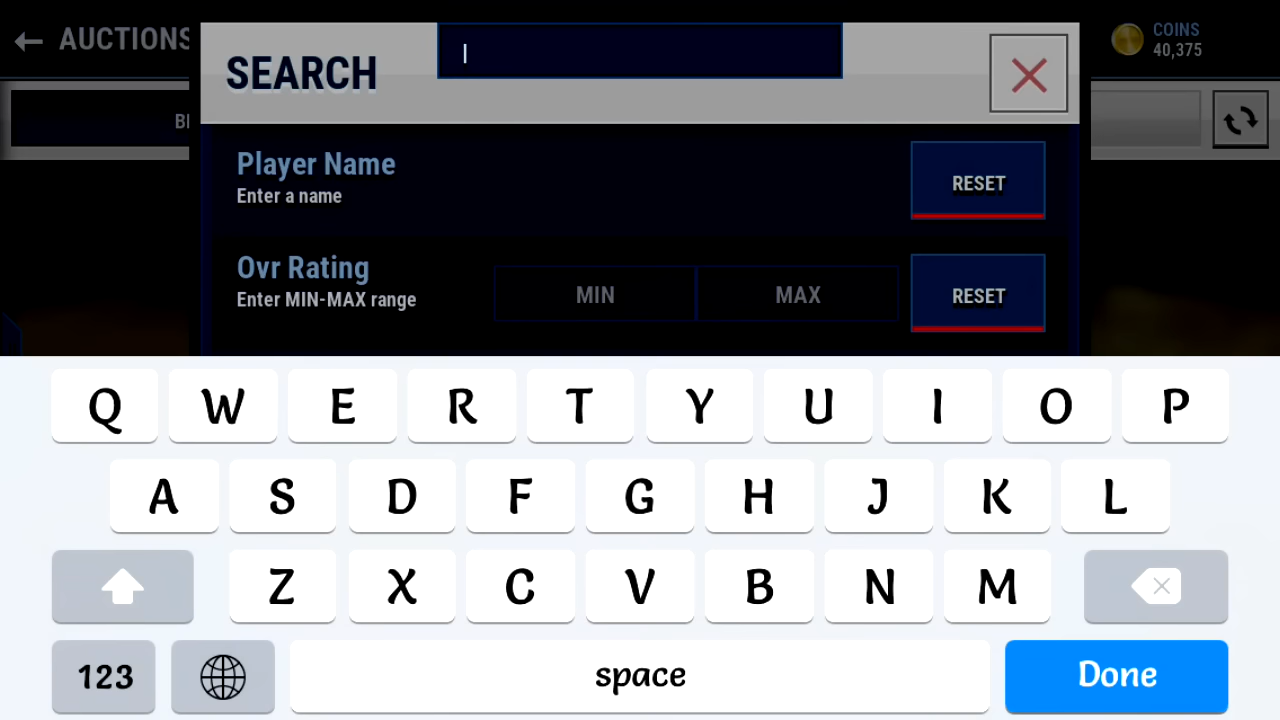 AUCTIONS
SEARCH
COINS
40,375
BI
Player Name
Enter a name
RESET
Ovr Rating
Enter MIN-MAX range
MIN
MAX
RESET
Q W E R T Y U I O P
A S D F G H J K L
Z X C V B N M
123
space
Done